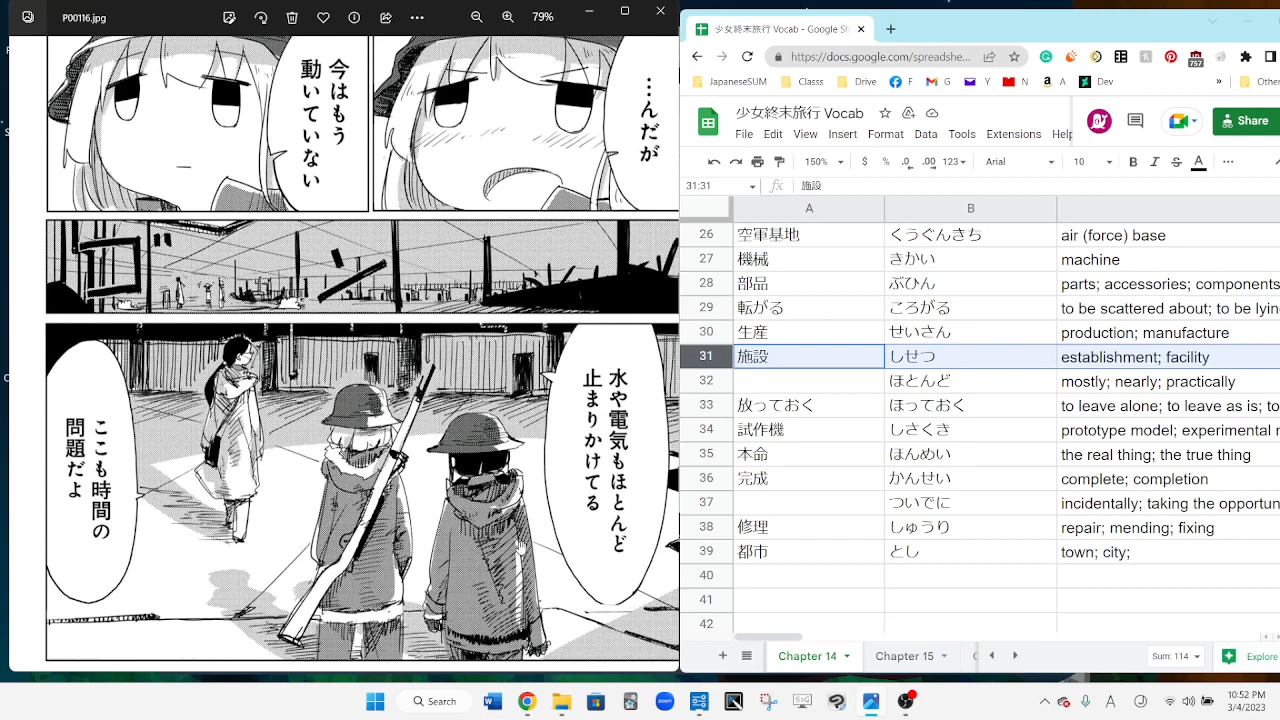 P00116.jpg
79%
…んだが
今はもう
動いていない
ゴ
水や電気もほとんど
止まりかけてる
ここも時間の
問題だよ
少女終末旅行 Vocab - Google Sh
https://docs.google.com/spreadshe...
JapaneseSUM
Classs
Drive
F
G
Y
N
A
Dev
»
Other
少女終末旅行 Vocab
Share
File Edit View Insert Format Data Tools Extensions Help
150%
$ % .0 .00 123
Arial
10
B I S A
31:31
fx
施設
A B
26 空軍基地 くうぐんきち air (force) base
27 機械 きかい machine
28 部品 ぶひん parts; accessories; components
29 転がる ころがる to be scattered about; to be lyin
30 生産 せいさん production; manufacture
31 施設 しせつ establishment; facility
32 ほとんど mostly; nearly; practically
33 放っておく ほっておく to leave alone; to leave as is; to
34 試作機 しさくき prototype model; experimental m
35 本命 ほんめい the real thing; the true thing
36 完成 かんせい complete; completion
37 ついでに incidentally; taking the opportun
38 修理 しゅうり repair; mending; fixing
39 都市 とし town; city;
40
41
42
Chapter 14
Chapter 15
Sum: 114
Explore
Search
10:52 PM
3/4/2023